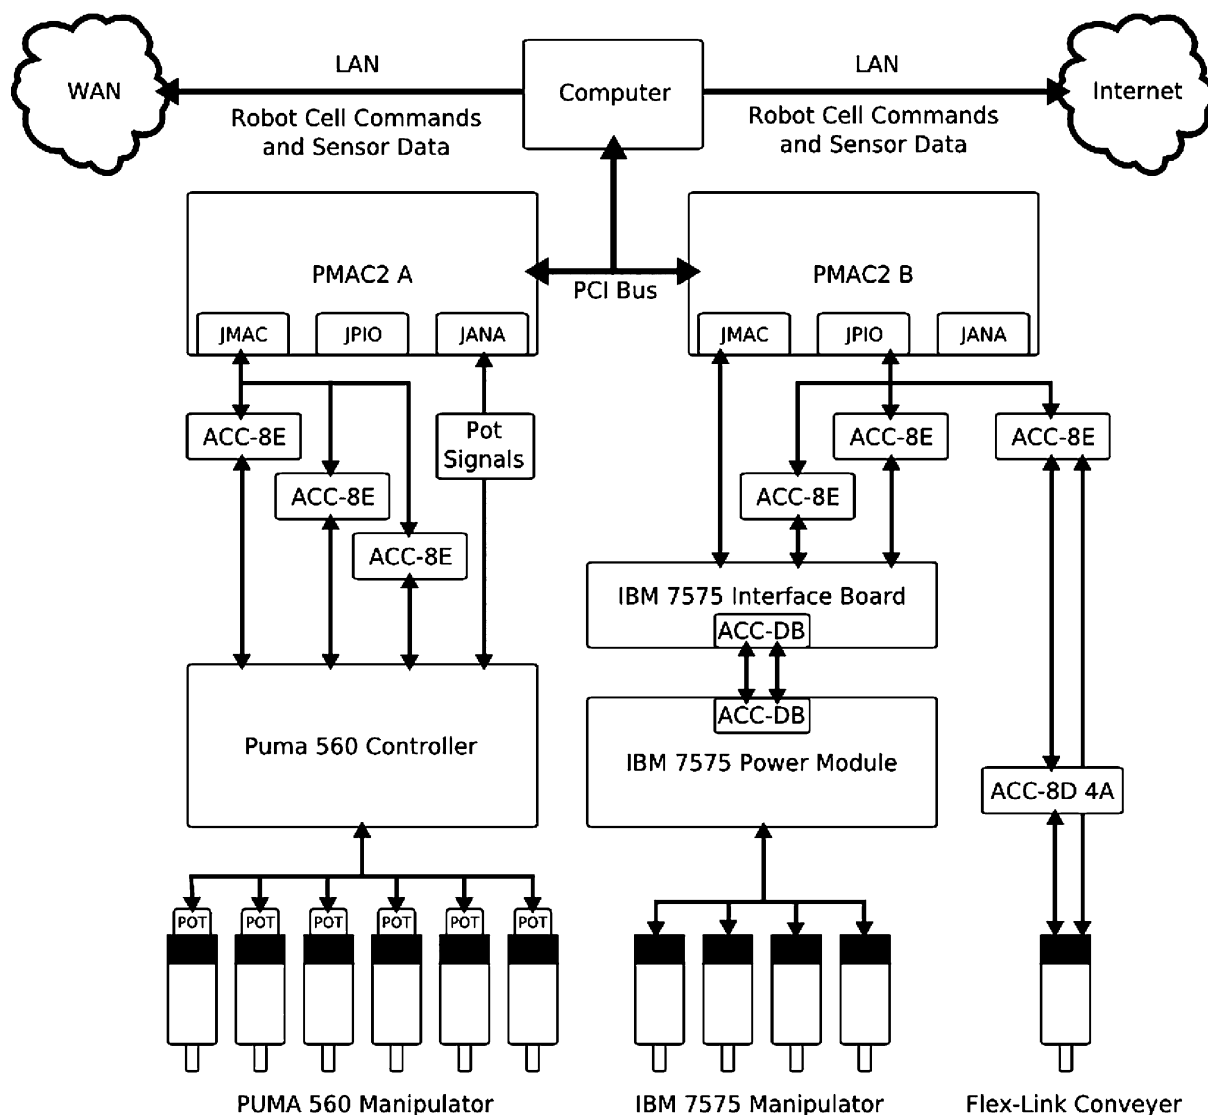 LAN
LAN
WAN
Computer
Internet
Robot Cell Commands
and Sensor Data
Robot Cell Commands
and Sensor Data
PMAC2 A
PCI Bus
PMAC2 B
JMAC
JPIO
JANA
JMAC
JPIO
JANA
ACC-8E
Pot
Signals
ACC-8E
ACC-8E
ACC-8E
ACC-8E
ACC-8E
IBM 7575 Interface Board
ACC-DB
ACC-DB
Puma 560 Controller
IBM 7575 Power Module
ACC-8D 4A
POT
POT
POT
POT
POT
POT
PUMA 560 Manipulator
IBM 7575 Manipulator
Flex-Link Conveyer